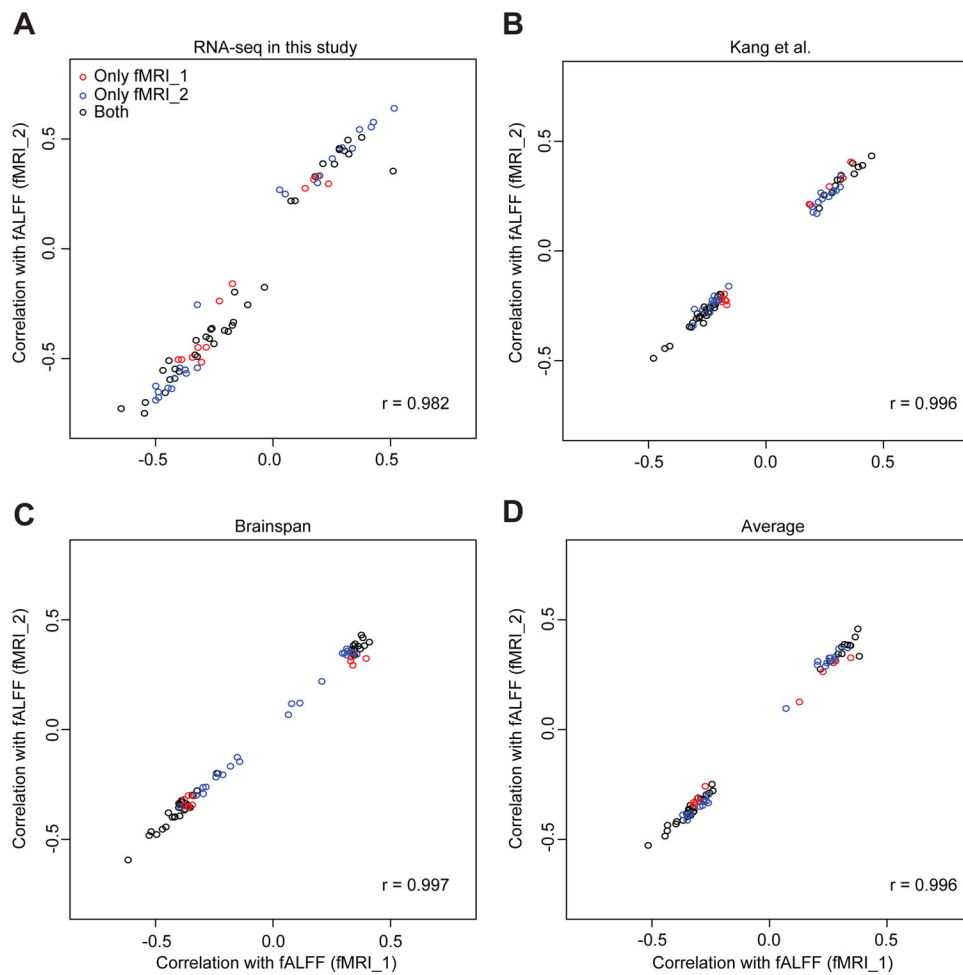 A
RNA-seq in this study
Only fMRI_1
Only fMRI_2
Both
Correlation with fALFF (fMRI_2)
0.5
0.0
-0.5
r = 0.982
-0.5 0.0 0.5
B
Kang et al.
Correlation with fALFF (fMRI_2)
0.5
0.0
-0.5
r = 0.996
-0.5 0.0 0.5
C
Brainspan
Correlation with fALFF (fMRI_2)
0.5
0.0
-0.5
r = 0.997
-0.5 0.0 0.5
Correlation with fALFF (fMRI_1)
D
Average
Correlation with fALFF (fMRI_2)
0.5
0.0
-0.5
r = 0.996
-0.5 0.0 0.5
Correlation with fALFF (fMRI_1)